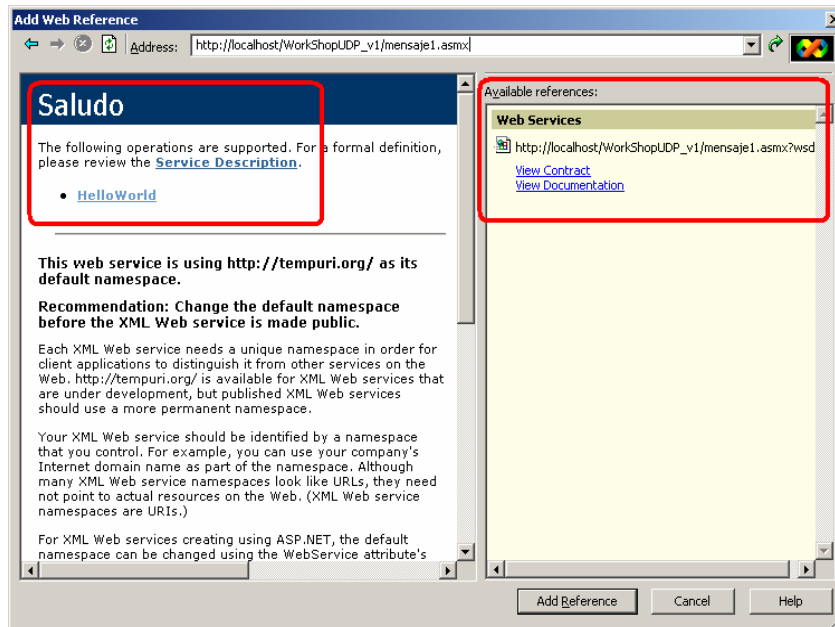 Add Web Reference
Address: http://localhost/WorkShopUDP_v1/mensaje1.asmx
Saludo
The following operations are supported. For a formal definition,
please review the Service Description.
HelloWorld
This web service is using http://tempuri.org/ as its
default namespace.
Recommendation: Change the default namespace
before the XML Web service is made public.
Each XML Web service needs a unique namespace in order for
client applications to distinguish it from other services on the
Web. http://tempuri.org/ is available for XML Web services that
are under development, but published XML Web services
should use a more permanent namespace.
Your XML Web service should be identified by a namespace
that you control. For example, you can use your company's
Internet domain name as part of the namespace. Although
many XML Web service namespaces look like URLs, they need
not point to actual resources on the Web. (XML Web service
namespaces are URIs.)
For XML Web services creating using ASP.NET, the default
namespace can be changed using the WebService attribute's
Available references:
Web Services
http://localhost/WorkShopUDP_v1/mensaje1.asmx?wsd
View Contract
View Documentation
Add Reference
Cancel
Help